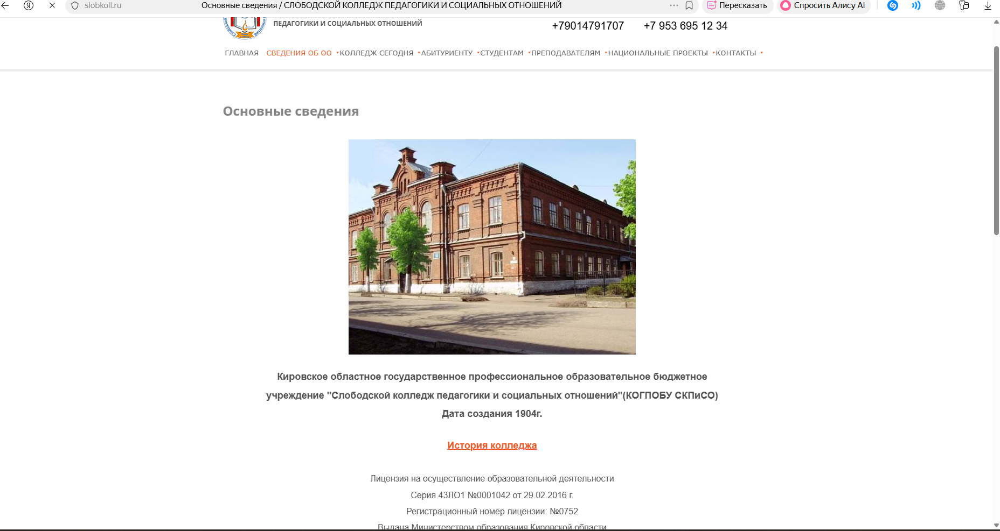 slobkoll.ru
Основные сведения / СЛОБОДСКОЙ КОЛЛЕДЖ ПЕДАГОГИКИ И СОЦИАЛЬНЫХ ОТНОШЕНИЙ
Пересказать
Спросить Алису AI
ПЕДАГОГИКИ И СОЦИАЛЬНЫХ ОТНОШЕНИЙ
+79014791707 +7 953 695 12 34
ГЛАВНАЯ СВЕДЕНИЯ ОБ ОО КОЛЛЕДЖ СЕГОДНЯ АБИТУРИЕНТУ СТУДЕНТАМ ПРЕПОДАВАТЕЛЯМ НАЦИОНАЛЬНЫЕ ПРОЕКТЫ КОНТАКТЫ
Основные сведения
Кировское областное государственное профессиональное образовательное бюджетное
учреждение "Слободской колледж педагогики и социальных отношений"(КОГПОБУ СКПиСО)
Дата создания 1904г.
История колледжа
Лицензия на осуществление образовательной деятельности
Серия 43ЛО1 №0001042 от 29.02.2016 г.
Регистрационный номер лицензии: №0752
Выдана Министерством образования Кировской области